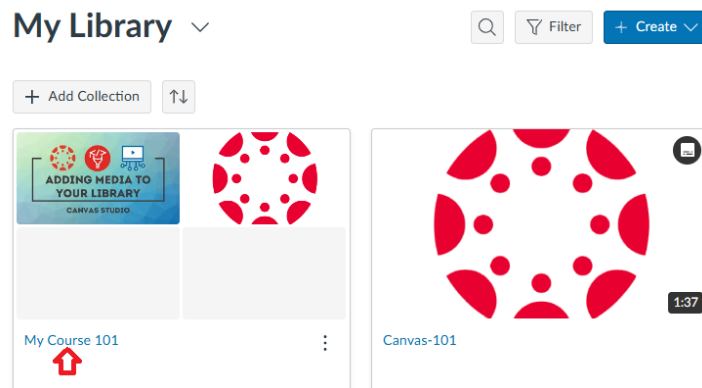 My Library
Filter
+ Create
+ Add Collection
ADDING MEDIA TO
YOUR LIBRARY
CANVAS STUDIO
1:37
My Course 101
Canvas-101